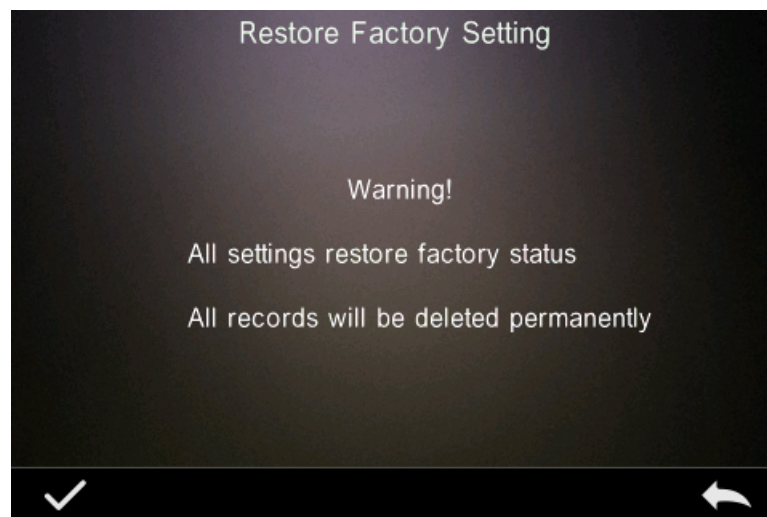 Restore Factory Setting
Warning!
All settings restore factory status
All records will be deleted permanently